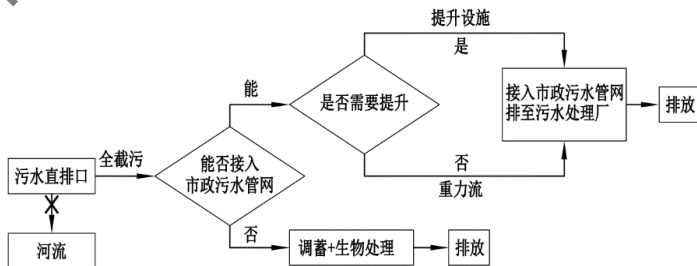 提升设施
是
能
是否需要提升
接入市政污水管网
排至污水处理厂
排放
全截污
能否接入
市政污水管网
污水直排口
否
重力流
河流
否
调蓄+生物处理
排放